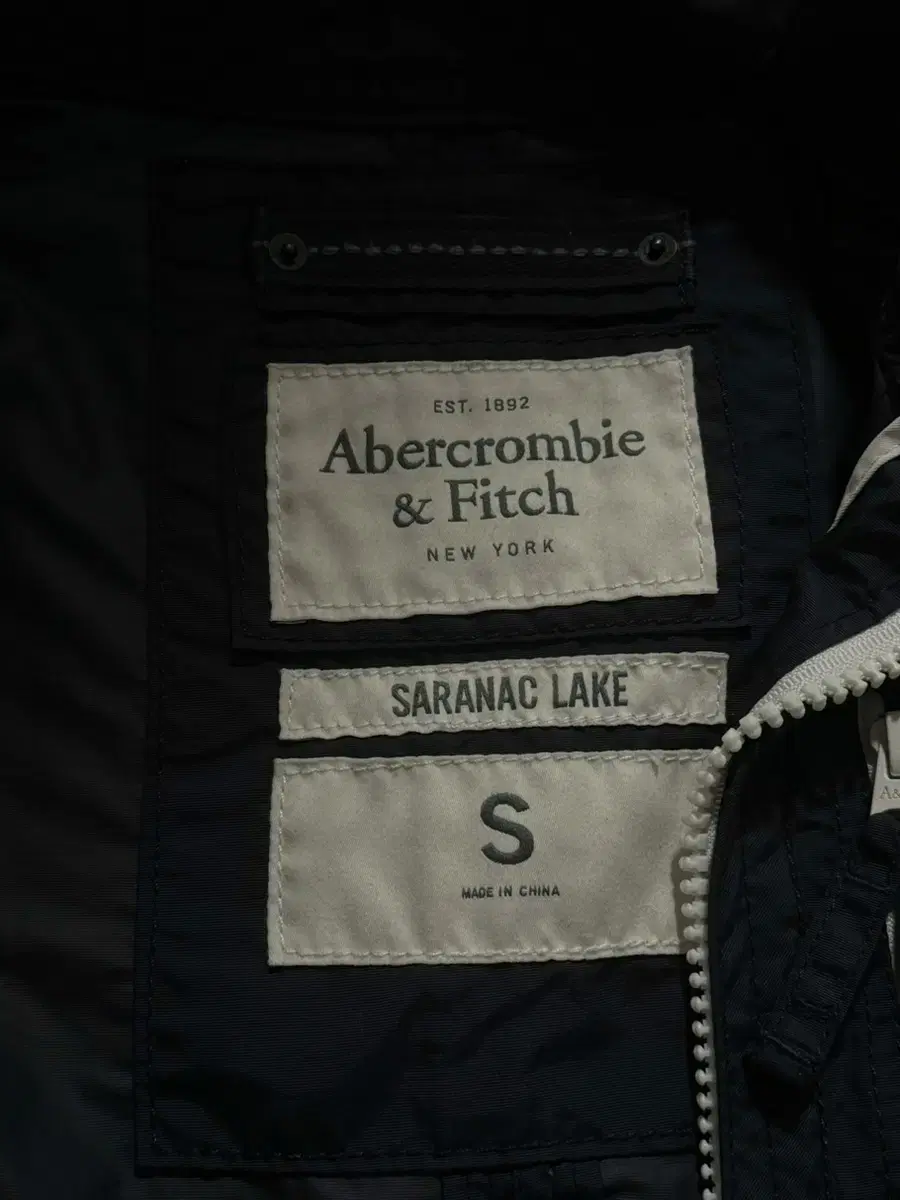 EST. 1892
Abercrombie
& Fitch
NEW YORK
SARANAC LAKE
S
MADE IN CHINA